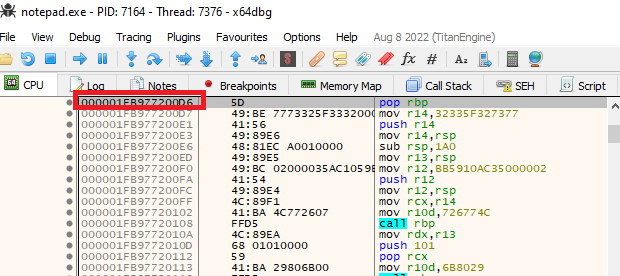 notepad.exe - PID: 7164 - Thread: 7376 - x64dbg
File View Debug Tracing Plugins Favourites Options Help Aug 8 2022 (TitanEngine)
CPU Log Notes Breakpoints Memory Map Call Stack SEH Script
000001FB977200D6 5D pop rbp
000001FB977200D7 49:BE 7773325F3332000 mov r14,32335F327377
000001FB977200E1 41:56 push r14
000001FB977200E3 49:89E6 mov r14,rsp
000001FB977200E6 48:81EC A0010000 sub rsp,1A0
000001FB977200ED 49:89E5 mov r13,rsp
000001FB977200F0 49:BC 02000035AC1059B mov r12,BB5910AC35000002
000001FB977200FA 41:54 push r12
000001FB977200FC 49:89E4 mov r12,rsp
000001FB977200FF 4C:89F1 mov rcx,r14
000001FB97720102 41:BA 4C772607 mov r10d,726774C
000001FB97720108 FFD5 call rbp
000001FB9772010A 4C:89EA mov rdx,r13
000001FB9772010D 68 01010000 push 101
000001FB97720112 59 pop rcx
000001FB97720113 41:BA 29806B00 mov r10d,6B8029